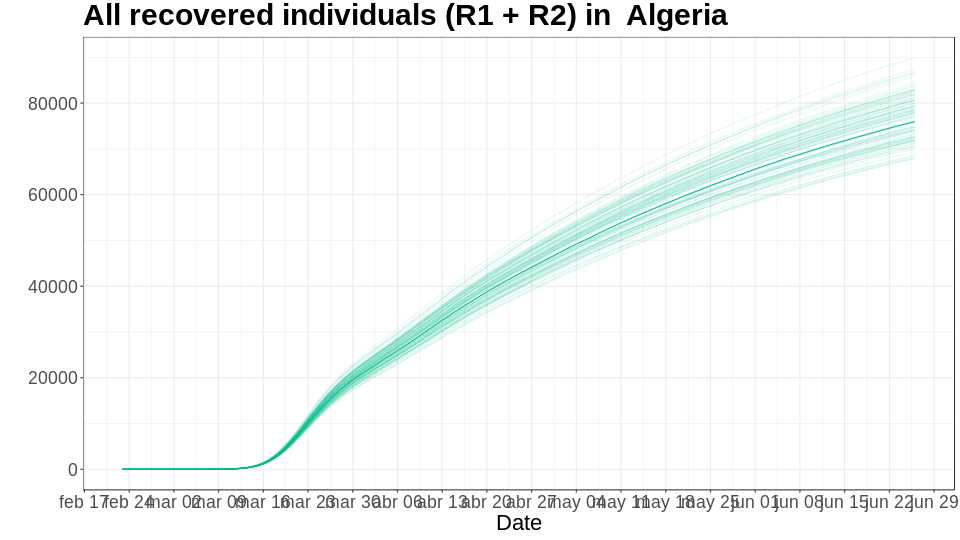 All recovered individuals (R1 + R2) in  Algeria
80000
60000
40000
20000
0
feb 17 feb 24 mar 02 mar 09 mar 16 mar 23 mar 30 abr 06 abr 13 abr 20 abr 27 may 04 may 11 may 18 may 25 jun 01 jun 08 jun 15 jun 22 jun 29
Date